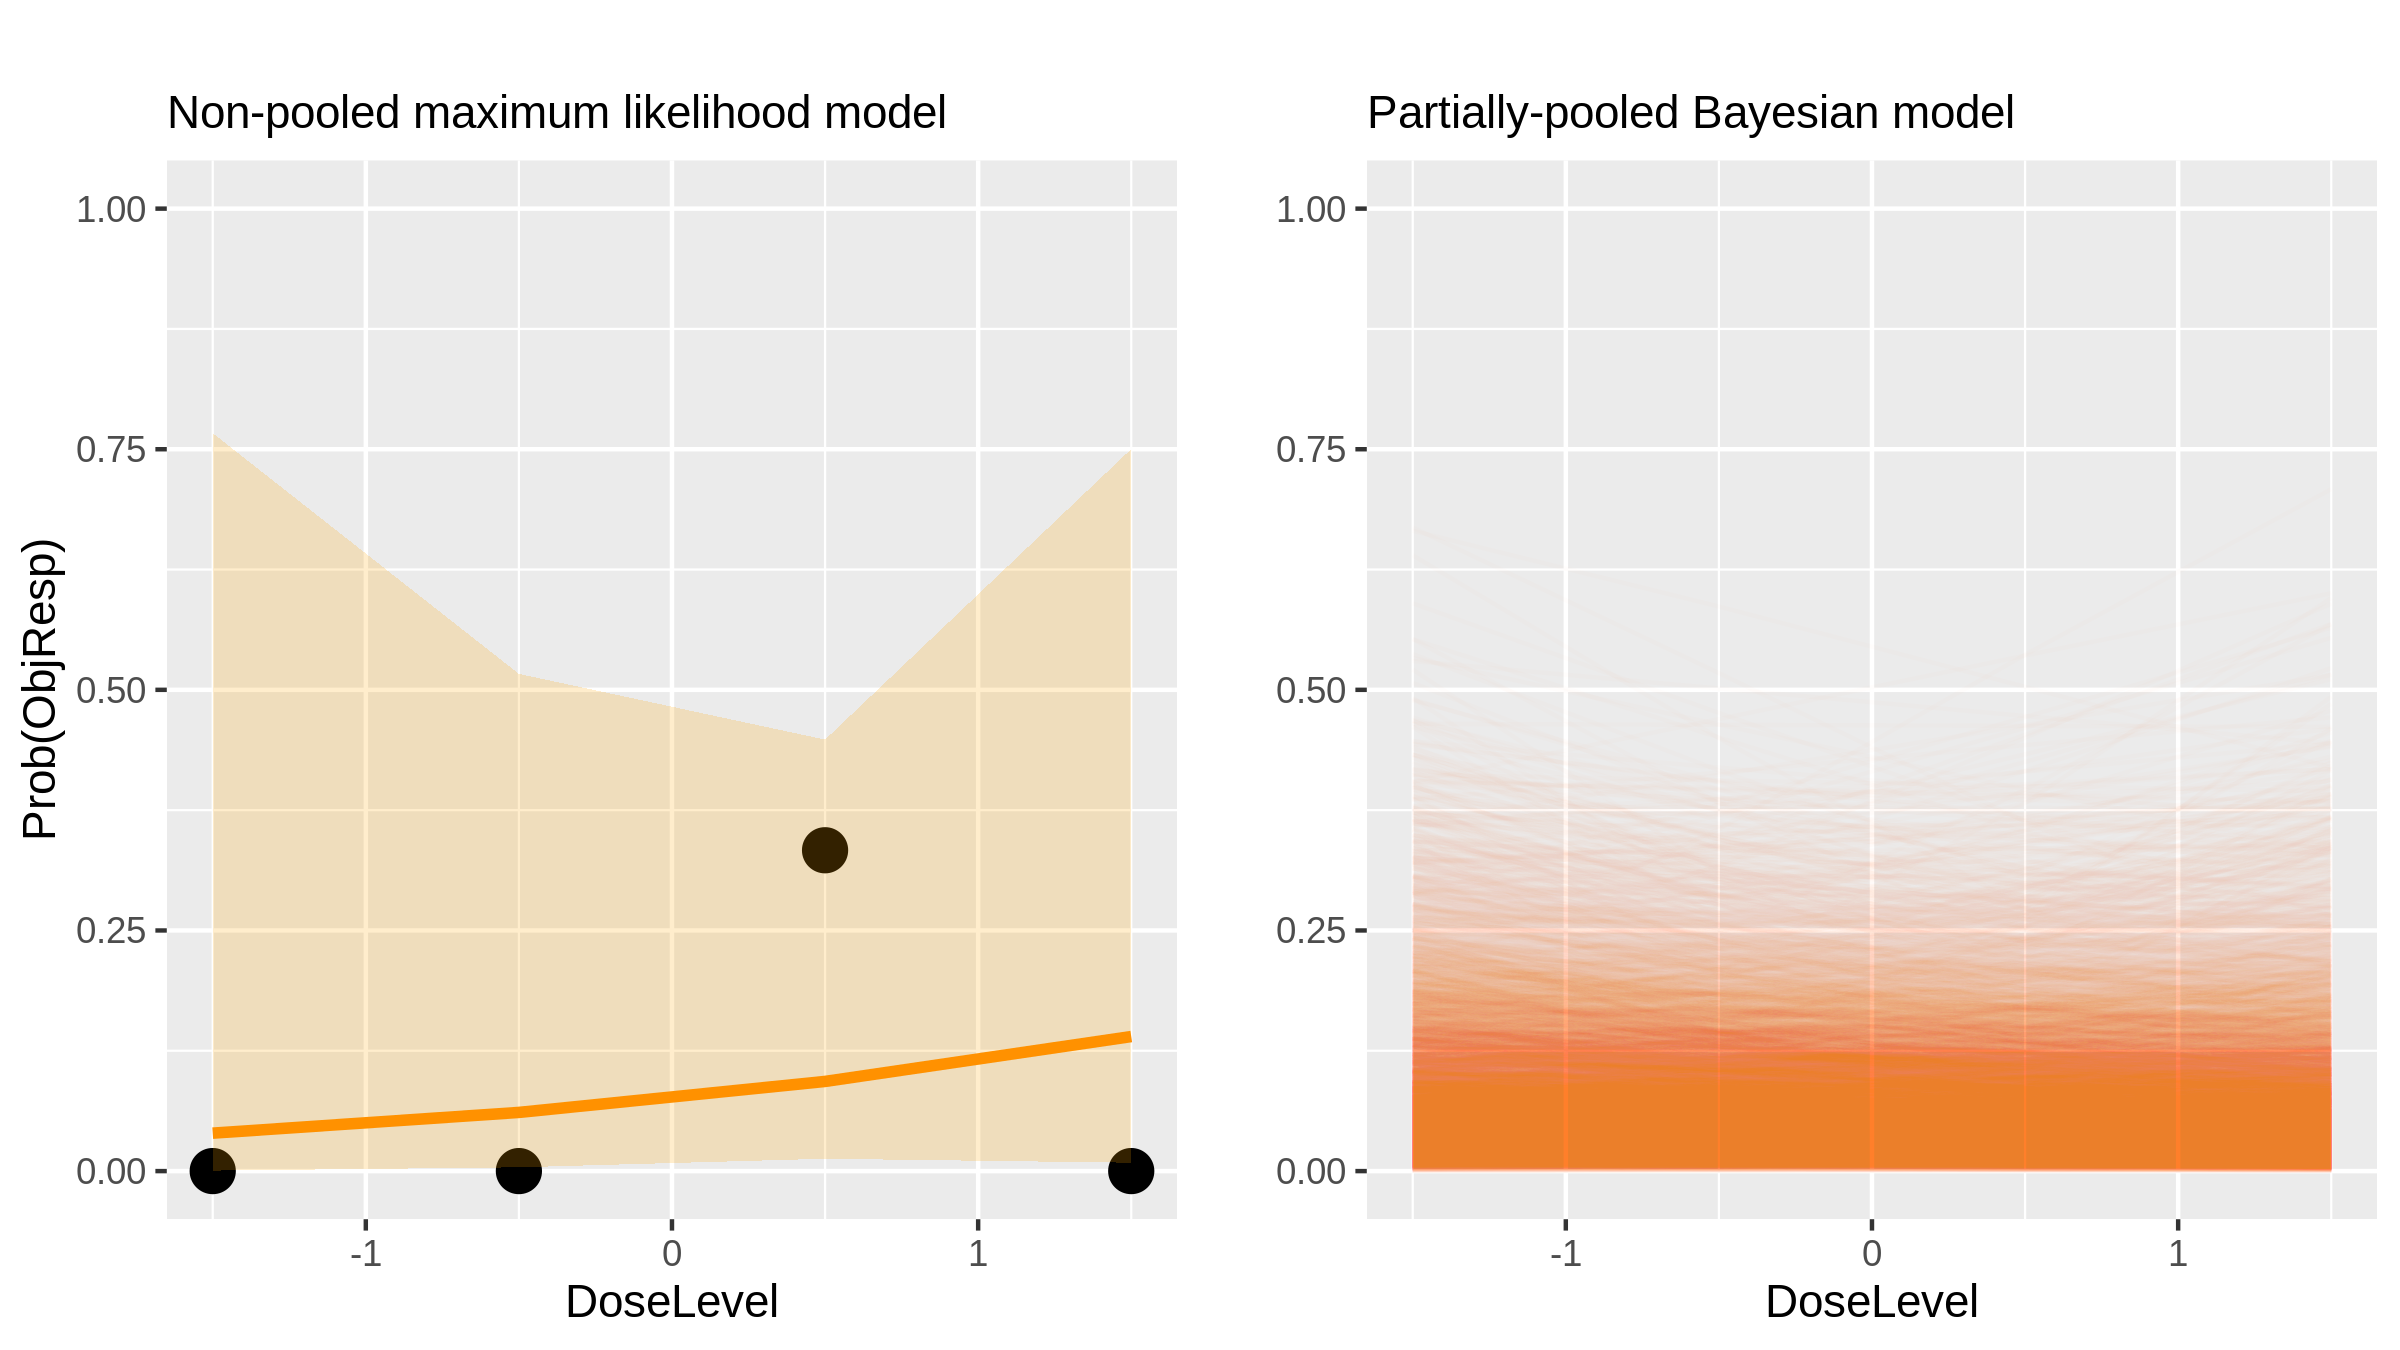 Non-pooled maximum likelihood model
Prob(ObjResp)
1.00
0.75
0.50
0.25
0.00
-1 0 1
DoseLevel
Partially-pooled Bayesian model
1.00
0.75
0.50
0.25
0.00
-1 0 1
DoseLevel